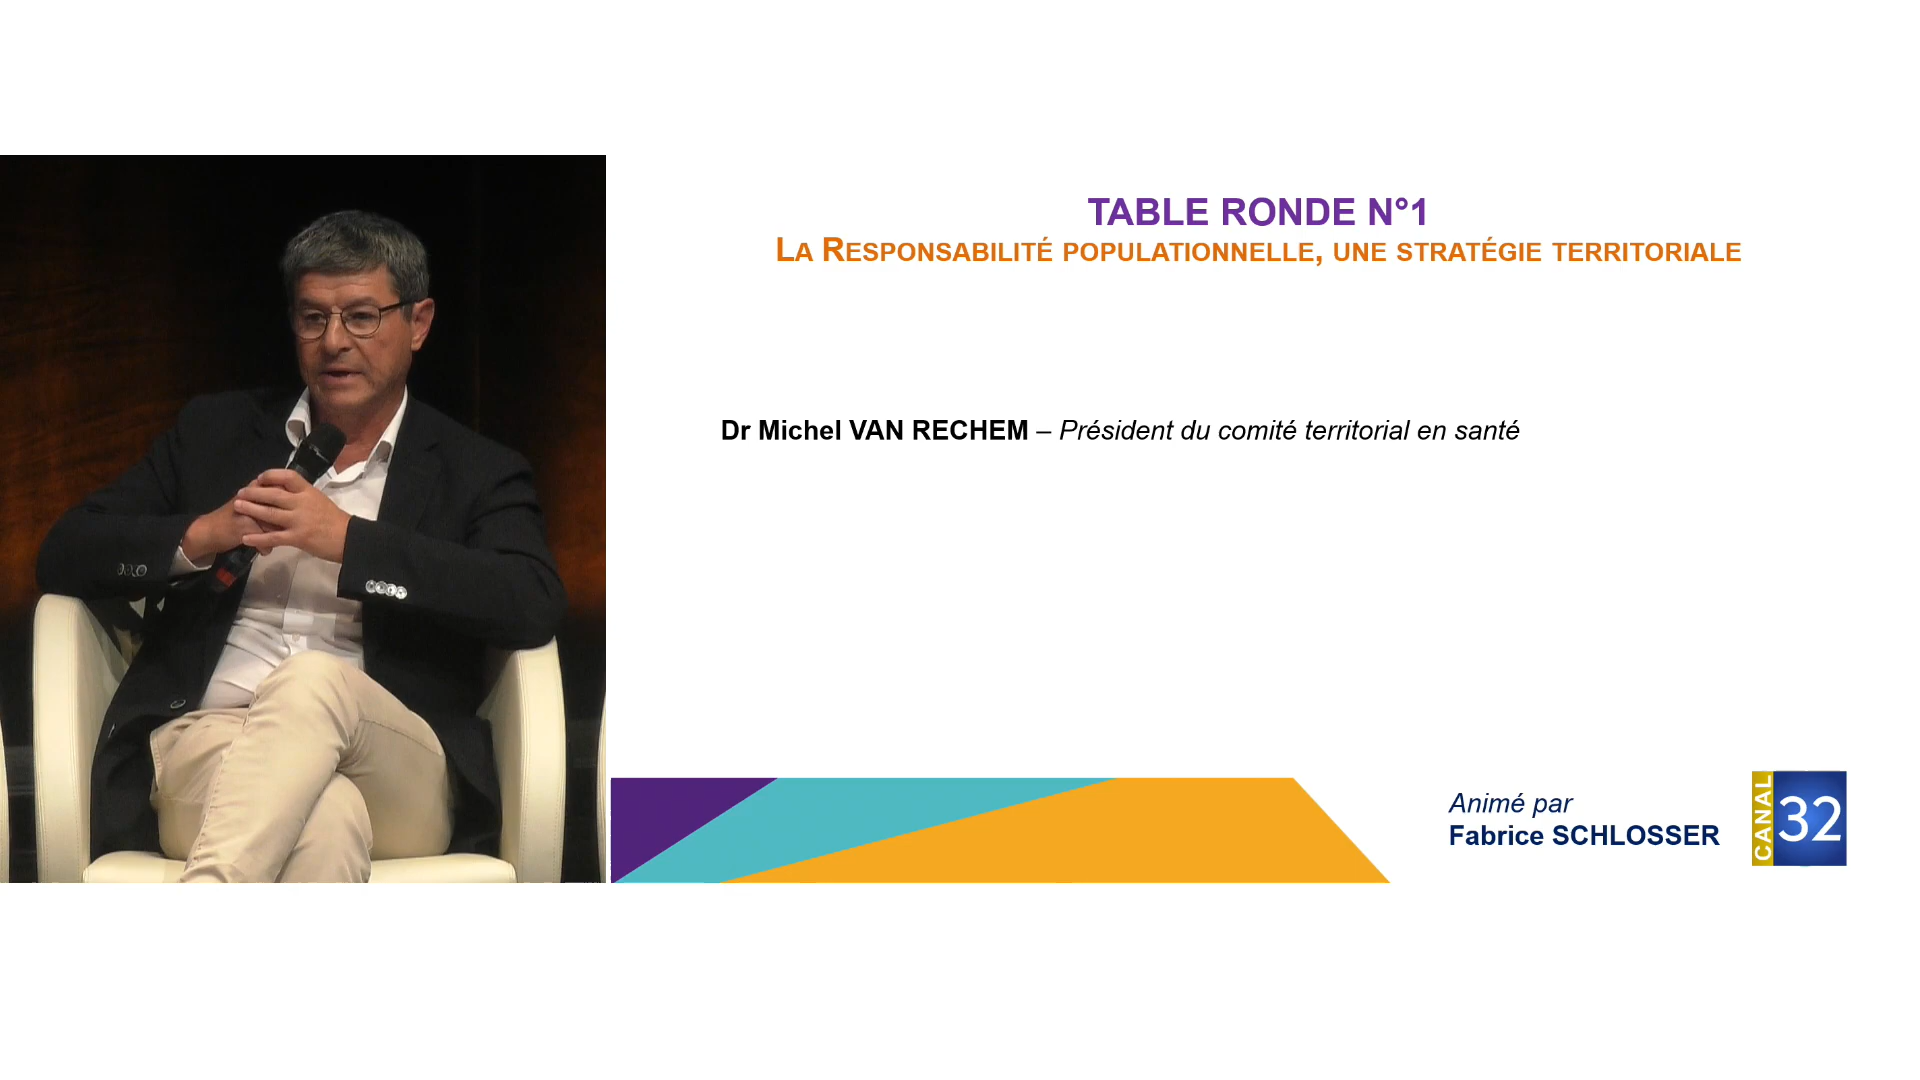 TABLE RONDE N°1
LA RESPONSABILITÉ POPULATIONNELLE, UNE STRATÉGIE TERRITORIALE
Dr Michel VAN RECHEM – Président du comité territorial en santé
Animé par
Fabrice SCHLOSSER
CANAL 32